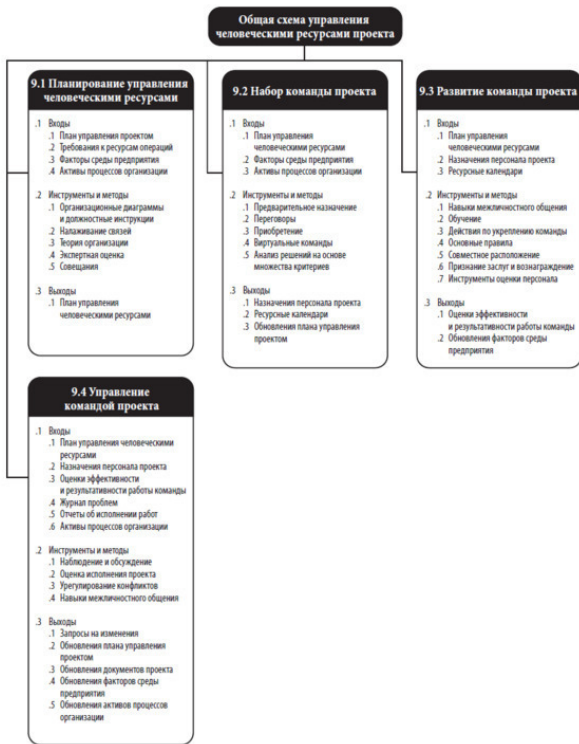 Общая схема управления
человеческими ресурсами проекта
9.1 Планирование управления
человеческими ресурсами
.1 Входы
.1 План управления проектом
.2 Требования к ресурсам операций
.3 Факторы среды предприятия
.4 Активы процессов организации
.2 Инструменты и методы
.1 Организационные диаграммы
и должностные инструкции
.2 Налаживание связей
.3 Теория организации
.4 Экспертная оценка
.5 Совещания
.3 Выходы
.1 План управления
человеческими ресурсами
9.2 Набор команды проекта
.1 Входы
.1 План управления
человеческими ресурсами
.2 Факторы среды предприятия
.3 Активы процессов организации
.2 Инструменты и методы
.1 Предварительное назначение
.2 Переговоры
.3 Приобретение
.4 Виртуальные команды
.5 Анализ решений на основе
множества критериев
.3 Выходы
.1 Назначения персонала проекта
.2 Ресурсные календари
.3 Обновления плана управления
проектом
9.3 Развитие команды проекта
.1 Входы
.1 План управления
человеческими ресурсами
.2 Назначения персонала проекта
.3 Ресурсные календари
.2 Инструменты и методы
.1 Навыки межличностного общения
.2 Обучение
.3 Действия по укреплению команды
.4 Основные правила
.5 Совместное расположение
.6 Признание заслуг и вознаграждение
.7 Инструменты оценки персонала
.3 Выходы
.1 Оценки эффективности
и результативности работы команды
.2 Обновления факторов среды
предприятия
9.4 Управление
командой проекта
.1 Входы
.1 План управления человеческими
ресурсами
.2 Назначения персонала проекта
.3 Оценки эффективности
и результативности работы команды
.4 Журнал проблем
.5 Отчеты об исполнении работ
.6 Активы процессов организации
.2 Инструменты и методы
.1 Наблюдение и обсуждение
.2 Оценка исполнения проекта
.3 Урегулирование конфликтов
.4 Навыки межличностного общения
.3 Выходы
.1 Запросы на изменения
.2 Обновления плана управления
проектом
.3 Обновления документов проекта
.4 Обновления факторов среды
предприятия
.5 Обновления активов процессов
организации